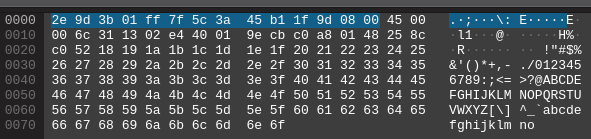 0000 2e 9d 3b 01 ff 7f 5c 3a 45 b1 1f 9d 08 00 45 00 ..;···\: E·····E·
0010 00 6c 31 13 02 e4 40 01 9e cb c0 a8 01 48 25 8c ·l1···@· ·····H%·
0020 c0 52 18 19 1a 1b 1c 1d 1e 1f 20 21 22 23 24 25 ·R······ ·· !"#$%
0030 26 27 28 29 2a 2b 2c 2d 2e 2f 30 31 32 33 34 35 &'()*+,- ./012345
0040 36 37 38 39 3a 3b 3c 3d 3e 3f 40 41 42 43 44 45 6789:;<= >?@ABCDE
0050 46 47 48 49 4a 4b 4c 4d 4e 4f 50 51 52 53 54 55 FGHIJKLM NOPQRSTU
0060 56 57 58 59 5a 5b 5c 5d 5e 5f 60 61 62 63 64 65 VWXYZ[\] ^_`abcde
0070 66 67 68 69 6a 6b 6c 6d 6e 6f fghijklm no